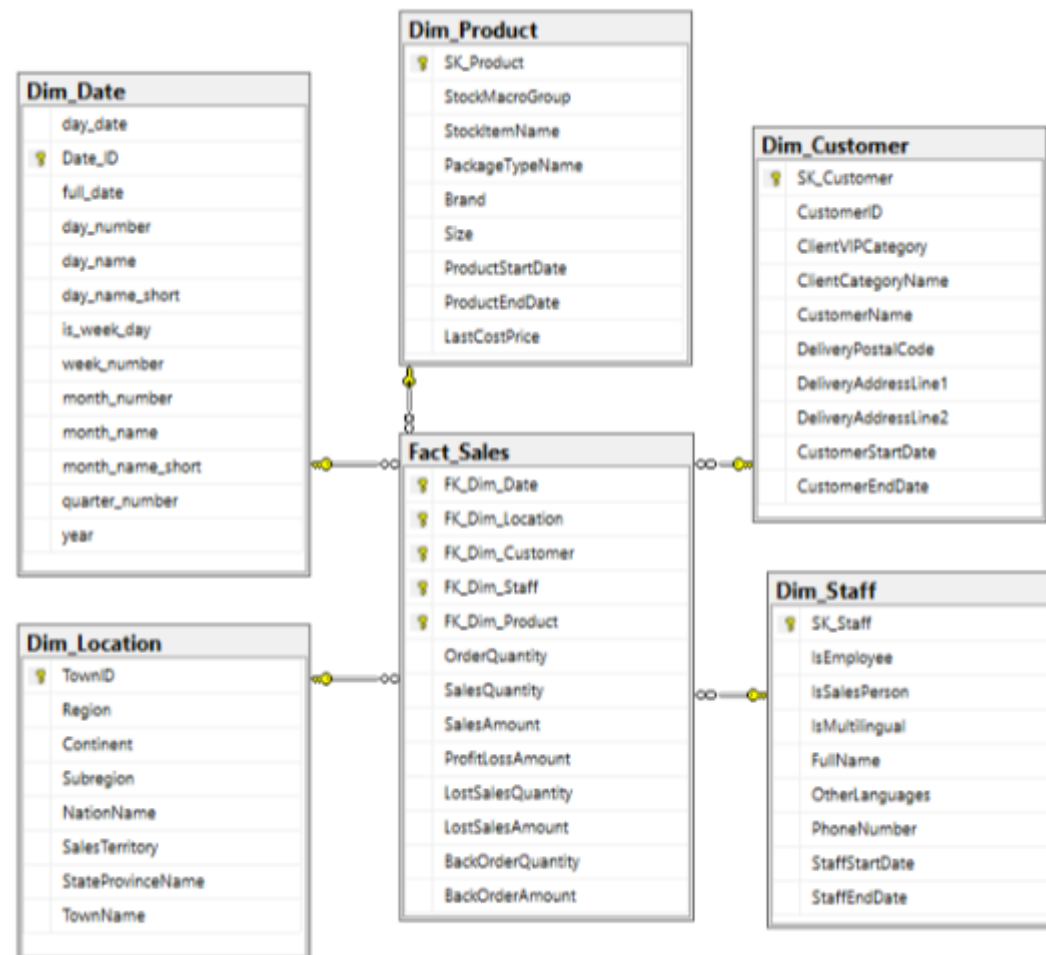 Dim_Product
SK_Product
StockMacroGroup
StockItemName
PackageTypeName
Brand
Size
ProductStartDate
ProductEndDate
LastCostPrice
Dim_Date
day_date
Date_ID
full_date
day_number
day_name
day_name_short
is_week_day
week_number
month_number
month_name
month_name_short
quarter_number
year
Dim_Customer
SK_Customer
CustomerID
ClientVIPCategory
ClientCategoryName
CustomerName
DeliveryPostalCode
DeliveryAddressLine1
DeliveryAddressLine2
CustomerStartDate
CustomerEndDate
Fact_Sales
FK_Dim_Date
FK_Dim_Location
FK_Dim_Customer
FK_Dim_Staff
FK_Dim_Product
OrderQuantity
SalesQuantity
SalesAmount
ProfitLossAmount
LostSalesQuantity
LostSalesAmount
BackOrderQuantity
BackOrderAmount
Dim_Location
TownID
Region
Continent
Subregion
NationName
SalesTerritory
StateProvinceName
TownName
Dim_Staff
SK_Staff
IsEmployee
IsSalesPerson
IsMultilingual
FullName
OtherLanguages
PhoneNumber
StaffStartDate
StaffEndDate